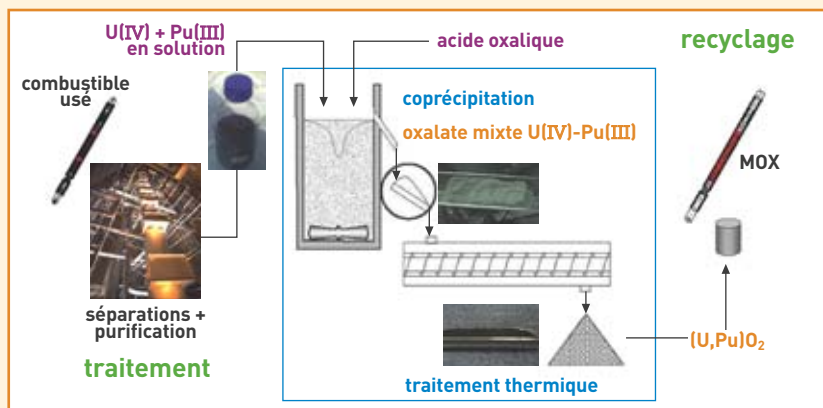 U(IV) + Pu(III)
en solution
acide oxalique
recyclage
combustible
usé
coprécipitation
oxalate mixte U(IV)-Pu(III)
MOX
séparations +
purification
traitement
traitement thermique
(U,Pu)O₂